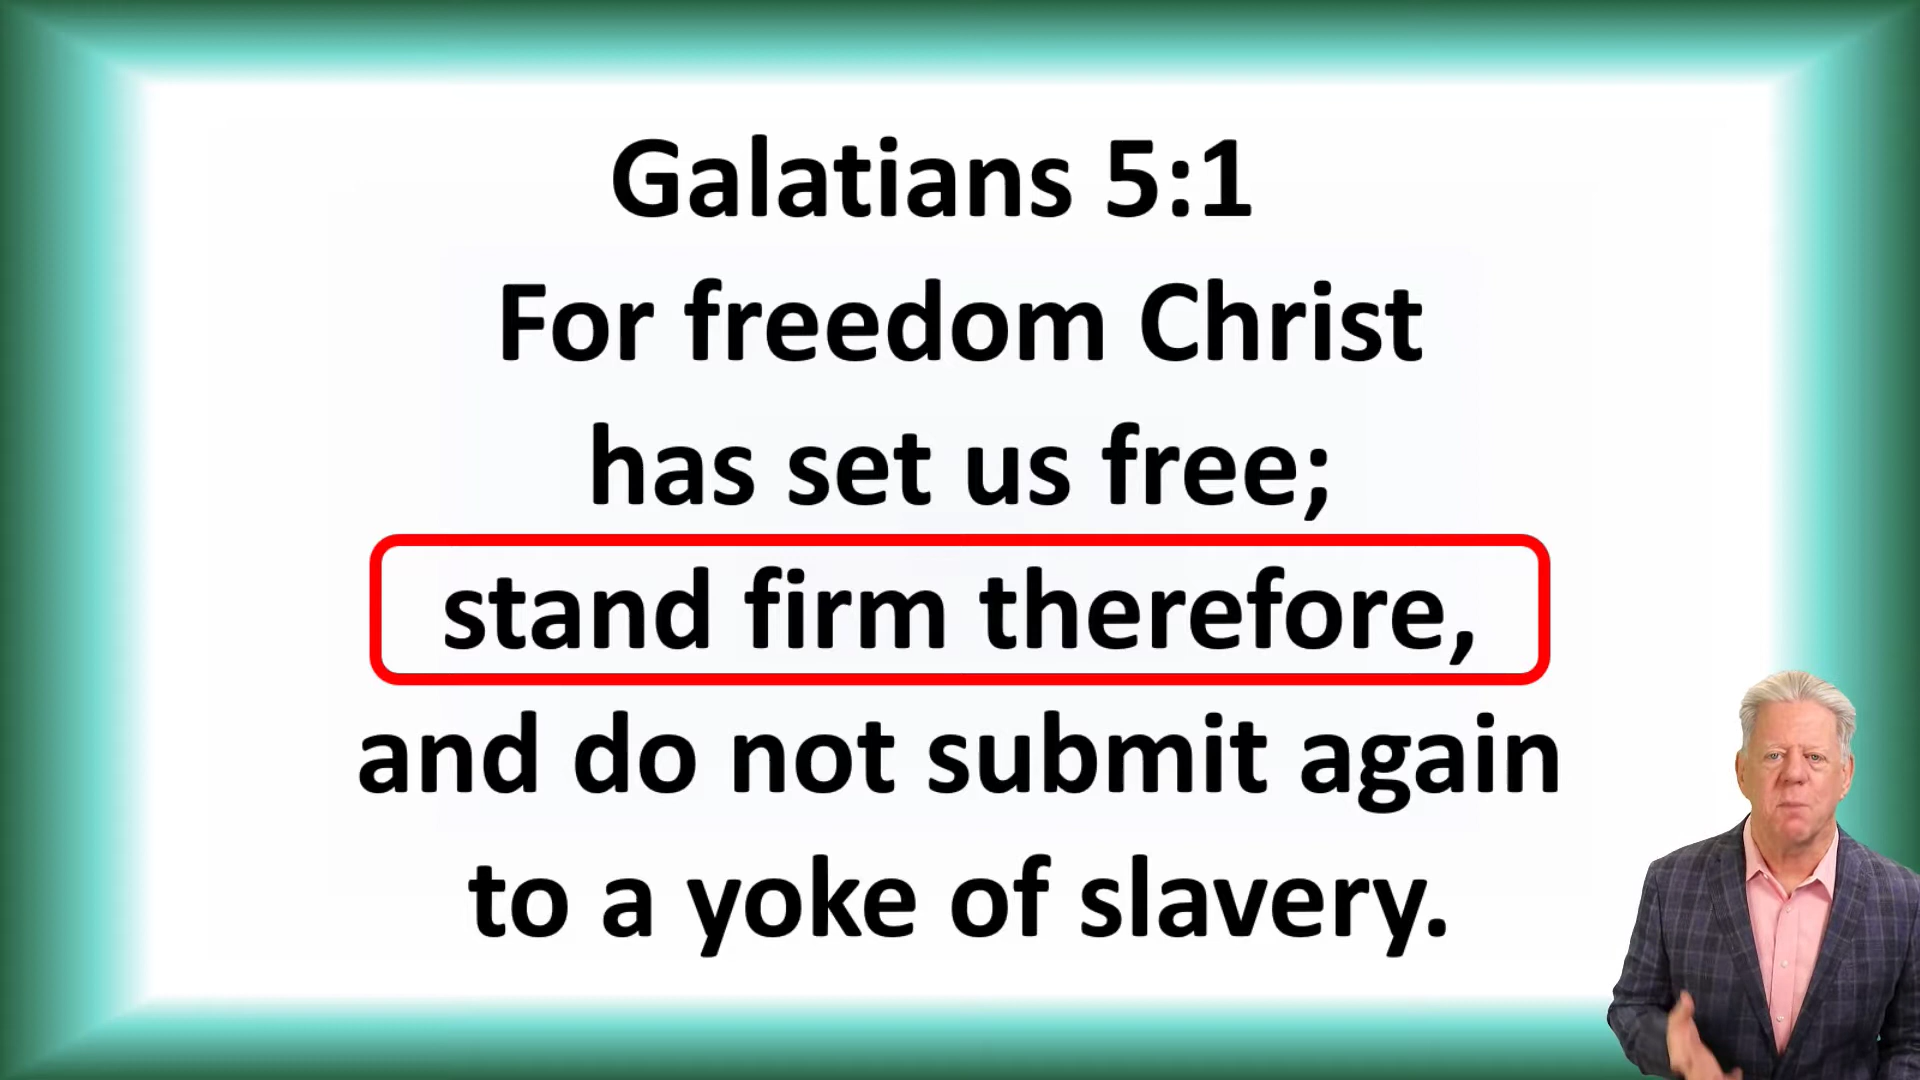 Galatians 5:1
For freedom Christ
has set us free;
stand firm therefore,
and do not submit again
to a yoke of slavery.